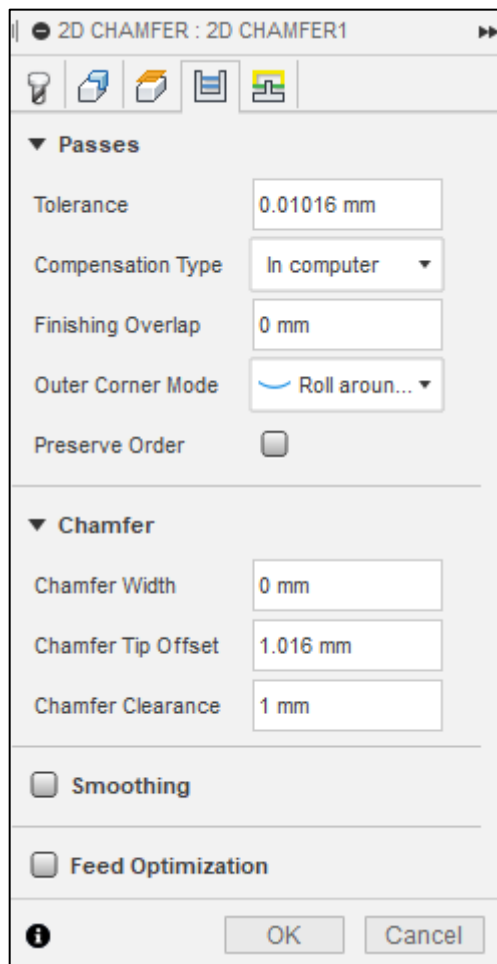 2D CHAMFER : 2D CHAMFER1
Passes
Tolerance 0.01016 mm
Compensation Type In computer
Finishing Overlap 0 mm
Outer Corner Mode Roll aroun...
Preserve Order
Chamfer
Chamfer Width 0 mm
Chamfer Tip Offset 1.016 mm
Chamfer Clearance 1 mm
Smoothing
Feed Optimization
OK Cancel